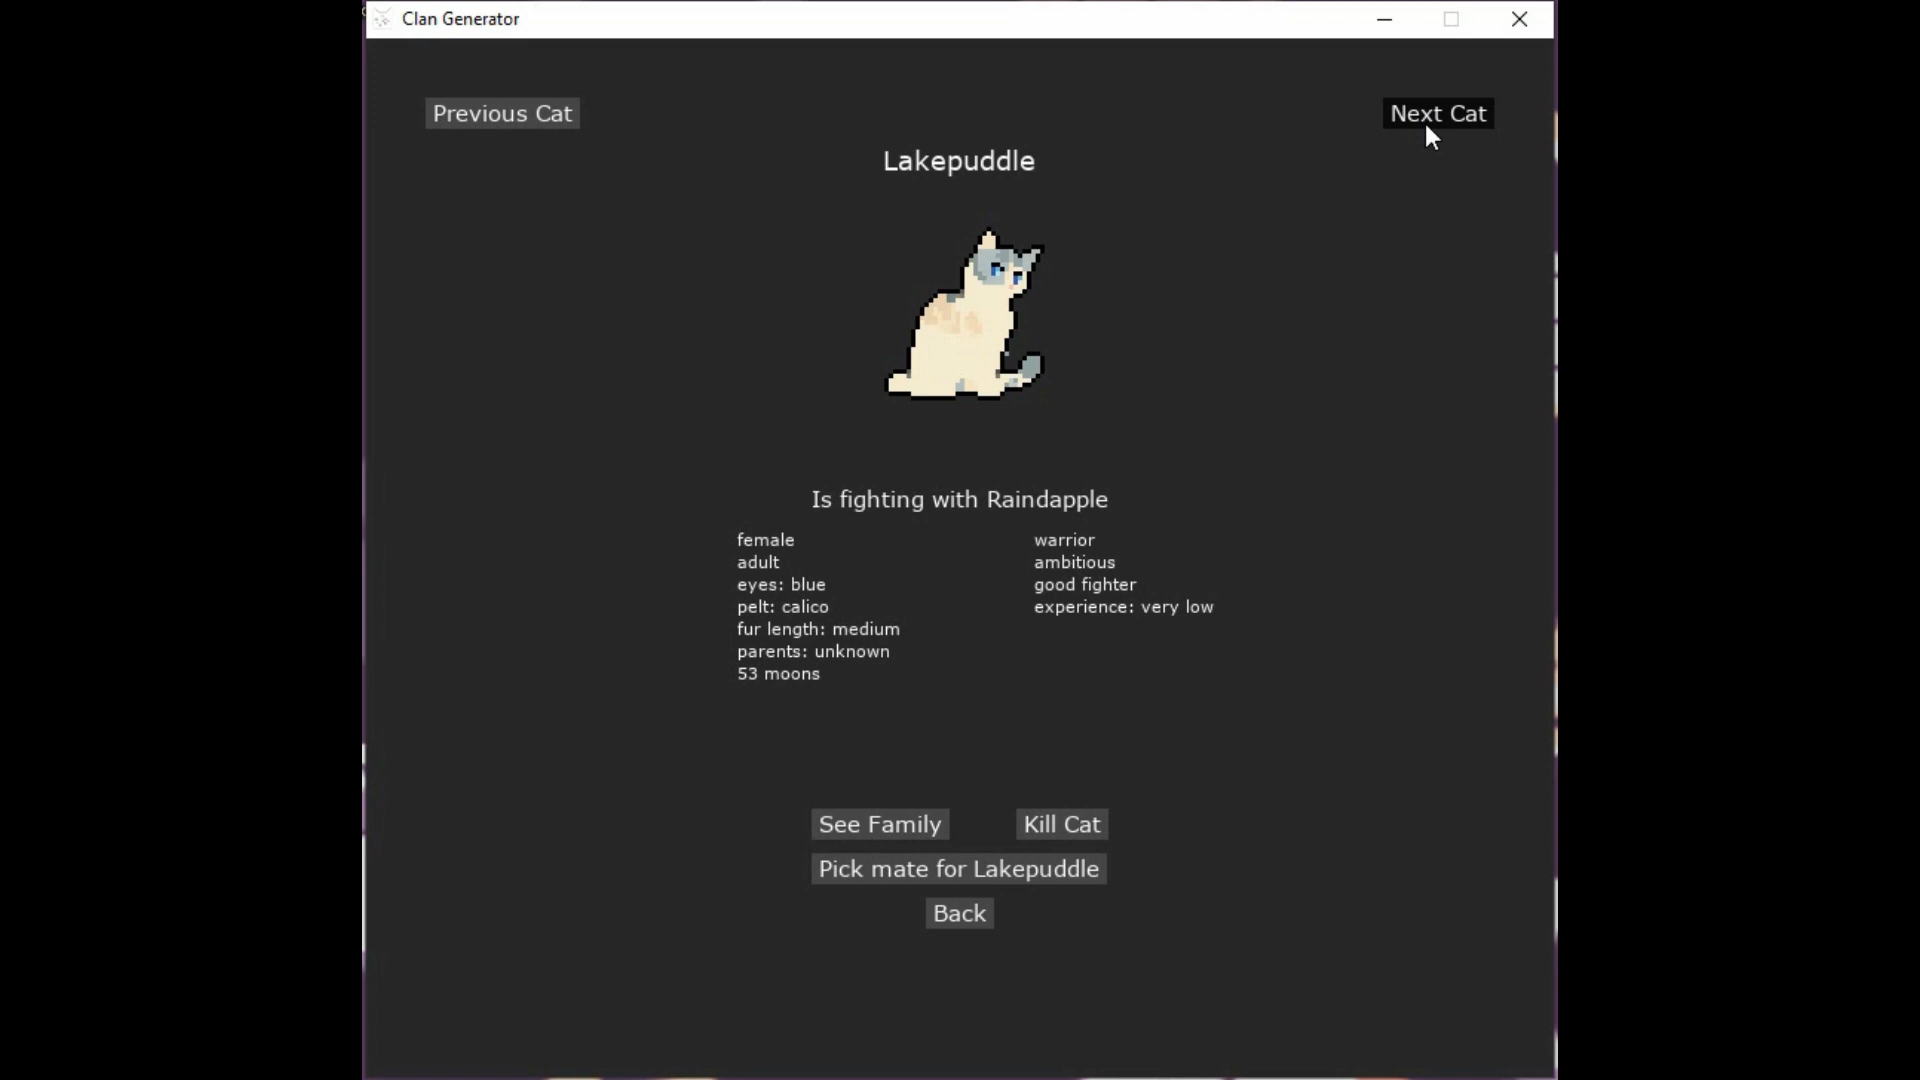 Clan Generator
Previous Cat
Next Cat
Lakepuddle
Is fighting with Raindapple
female
adult
eyes: blue
pelt: calico
fur length: medium
parents: unknown
53 moons
warrior
ambitious
good fighter
experience: very low
See Family
Kill Cat
Pick mate for Lakepuddle
Back